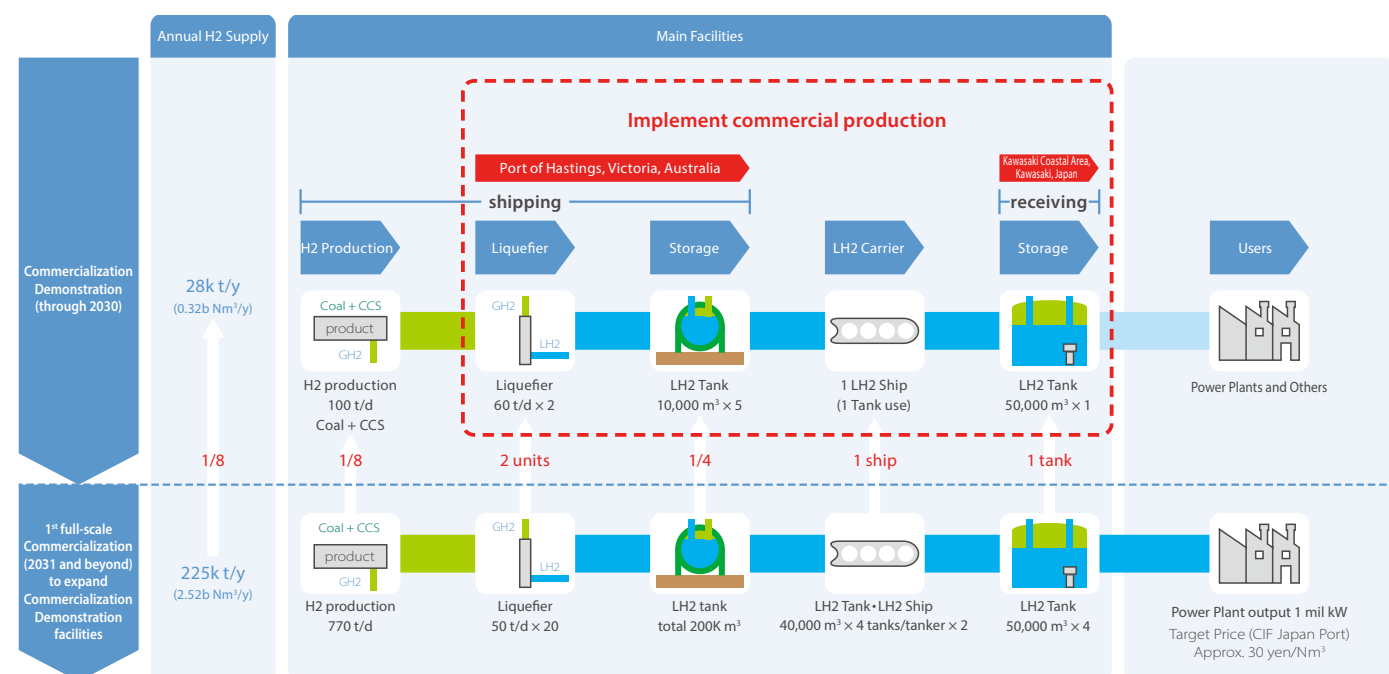 Annual H2 Supply
Main Facilities
Implement commercial production
Port of Hastings, Victoria, Australia
Kawasaki Coastal Area,
Kawasaki, Japan
shipping
receiving
H2 Production
Liquefier
Storage
LH2 Carrier
Storage
Users
Commercialization
Demonstration
(through 2030)
28k t/y
(0.32b Nm³/y)
Coal + CCS
product
GH2
H2 production
100 t/d
Coal + CCS
GH2
LH2
Liquefier
60 t/d × 2
LH2 Tank
10,000 m³ × 5
1 LH2 Ship
(1 Tank use)
LH2 Tank
50,000 m³ × 1
Power Plants and Others
1/8
1/8
2 units
1/4
1 ship
1 tank
1st full-scale
Commercialization
(2031 and beyond)
to expand
Commercialization
Demonstration
facilities
225k t/y
(2.52b Nm³/y)
Coal + CCS
product
GH2
H2 production
770 t/d
GH2
LH2
Liquefier
50 t/d × 20
LH2 tank
total 200K m³
LH2 Tank・LH2 Ship
40,000 m³ × 4 tanks/tanker × 2
LH2 Tank
50,000 m³ × 4
Power Plant output 1 mil kW
Target Price (CIF Japan Port)
Approx. 30 yen/Nm³